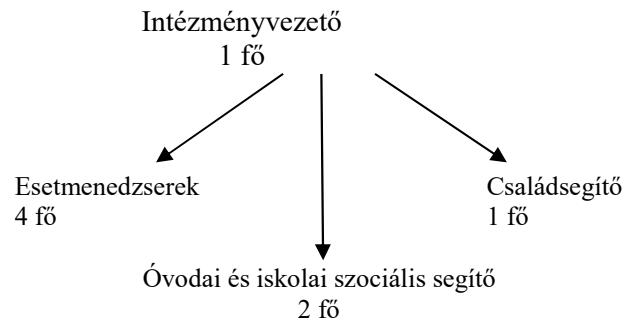 Intézményvezető
1 fő
Esetmenedzserek
4 fő
Családsegítő
1 fő
Óvodai és iskolai szociális segítő
2 fő